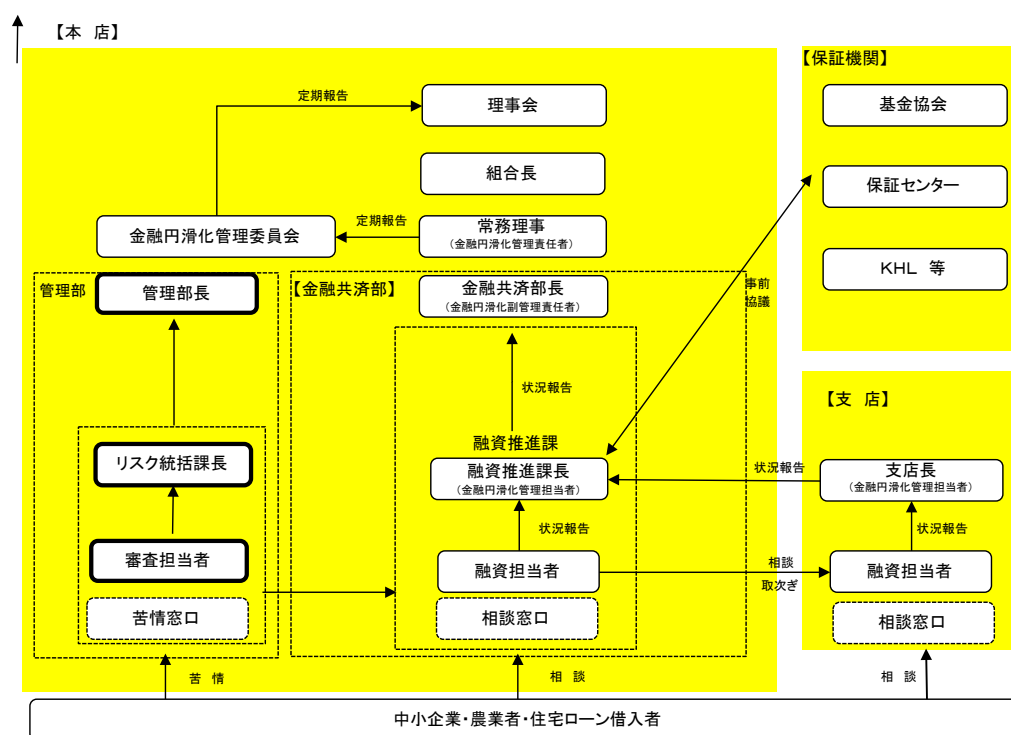 【本 店】
【保証機関】
定期報告
理事会
基金協会
組合長
保証センター
金融円滑化管理委員会
定期報告
常務理事
(金融円滑化管理責任者)
KHL 等
管理部
管理部長
【金融共済部】
金融共済部長
(金融円滑化副管理責任者)
事前
協議
状況報告
【支 店】
融資推進課
リスク統括課長
融資推進課長
(金融円滑化管理担当者)
状況報告
支店長
(金融円滑化管理担当者)
状況報告
状況報告
審査担当者
融資担当者
相談
取次ぎ
融資担当者
苦情窓口
相談窓口
相談窓口
苦 情
相 談
相 談
中小企業・農業者・住宅ローン借入者